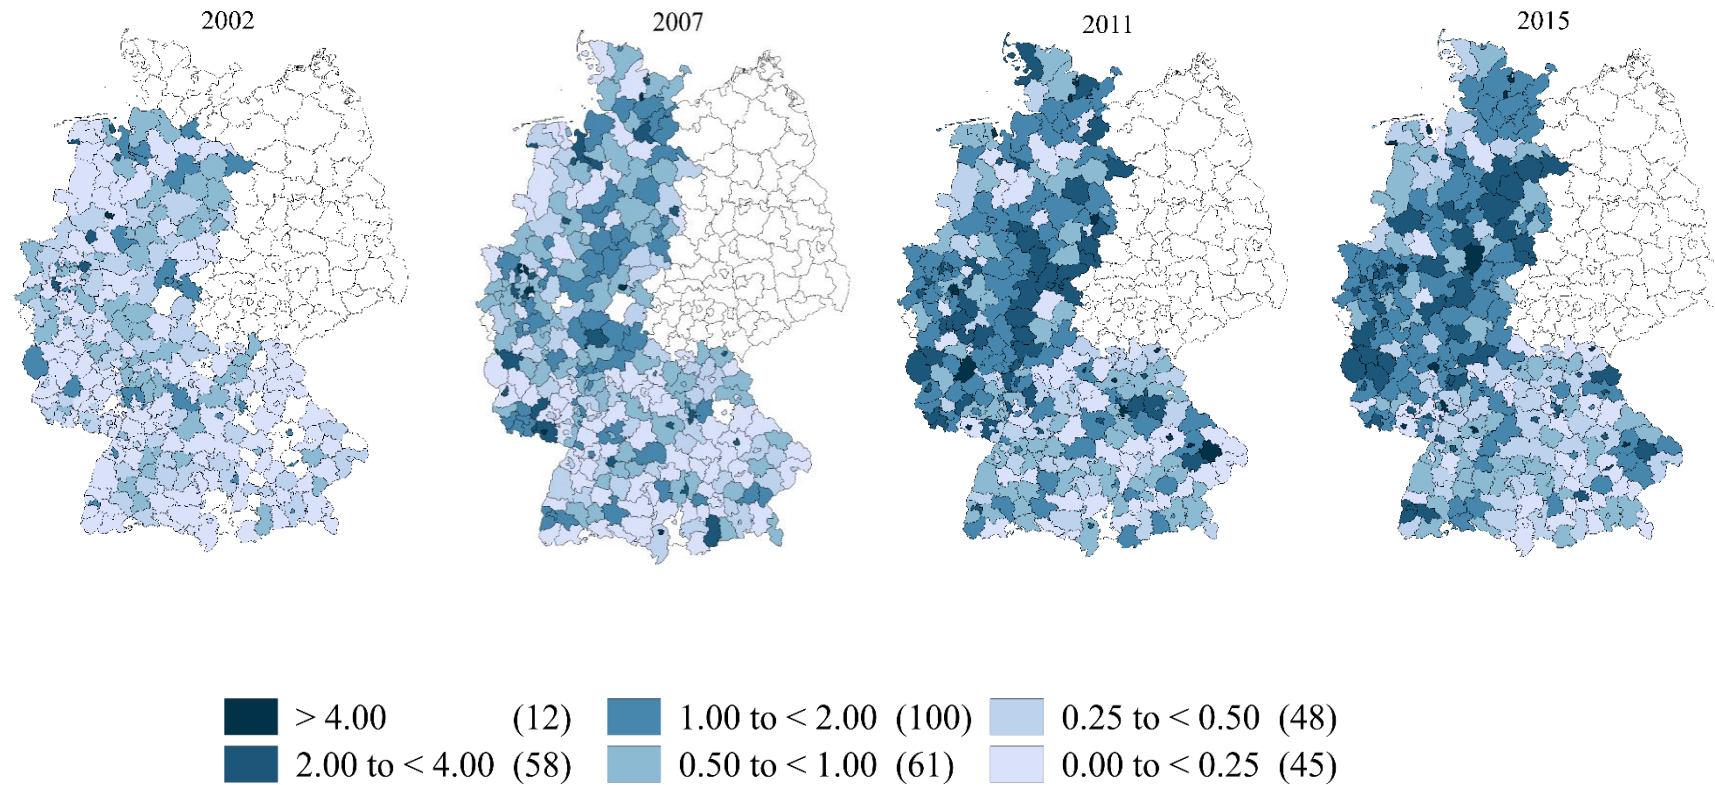 2002
2007
2011
2015
> 4.00 (12)
1.00 to < 2.00 (100)
0.25 to < 0.50 (48)
2.00 to < 4.00 (58)
0.50 to < 1.00 (61)
0.00 to < 0.25 (45)